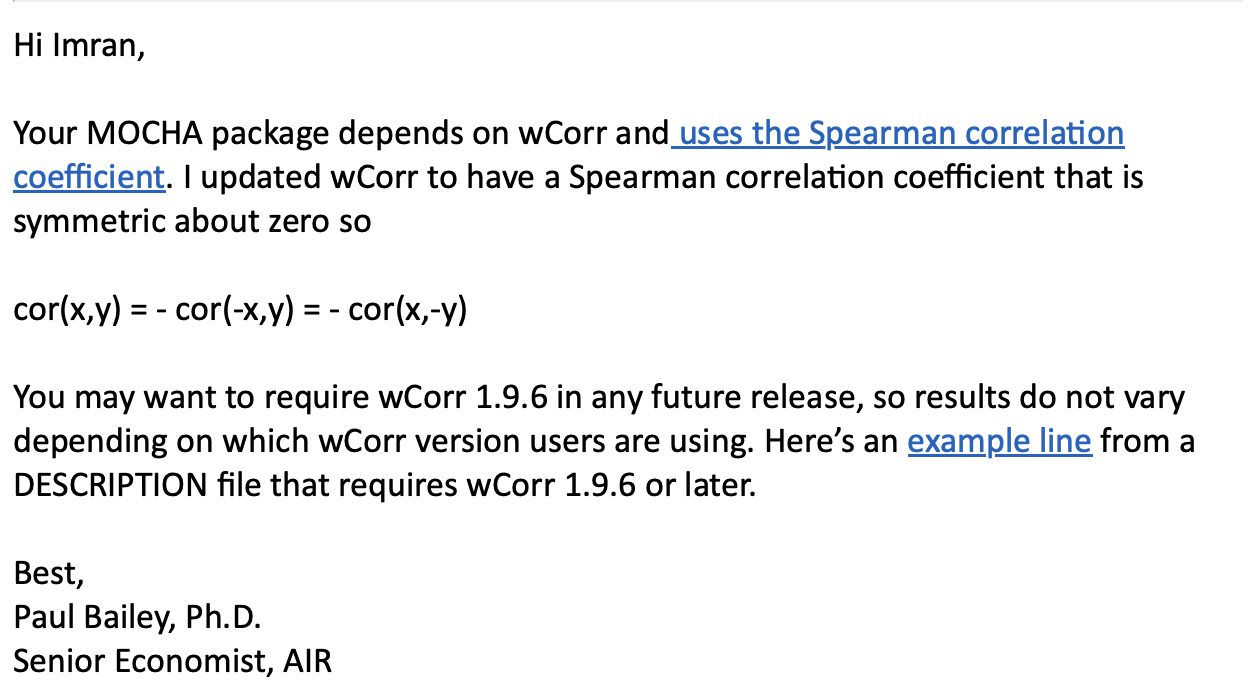 Hi Imran,
Your MOCHA package depends on wCorr and uses the Spearman correlation
coefficient. I updated wCorr to have a Spearman correlation coefficient that is
symmetric about zero so
cor(x,y) = - cor(-x,y) = - cor(x,-y)
You may want to require wCorr 1.9.6 in any future release, so results do not vary
depending on which wCorr version users are using. Here’s an example line from a
DESCRIPTION file that requires wCorr 1.9.6 or later.
Best,
Paul Bailey, Ph.D.
Senior Economist, AIR